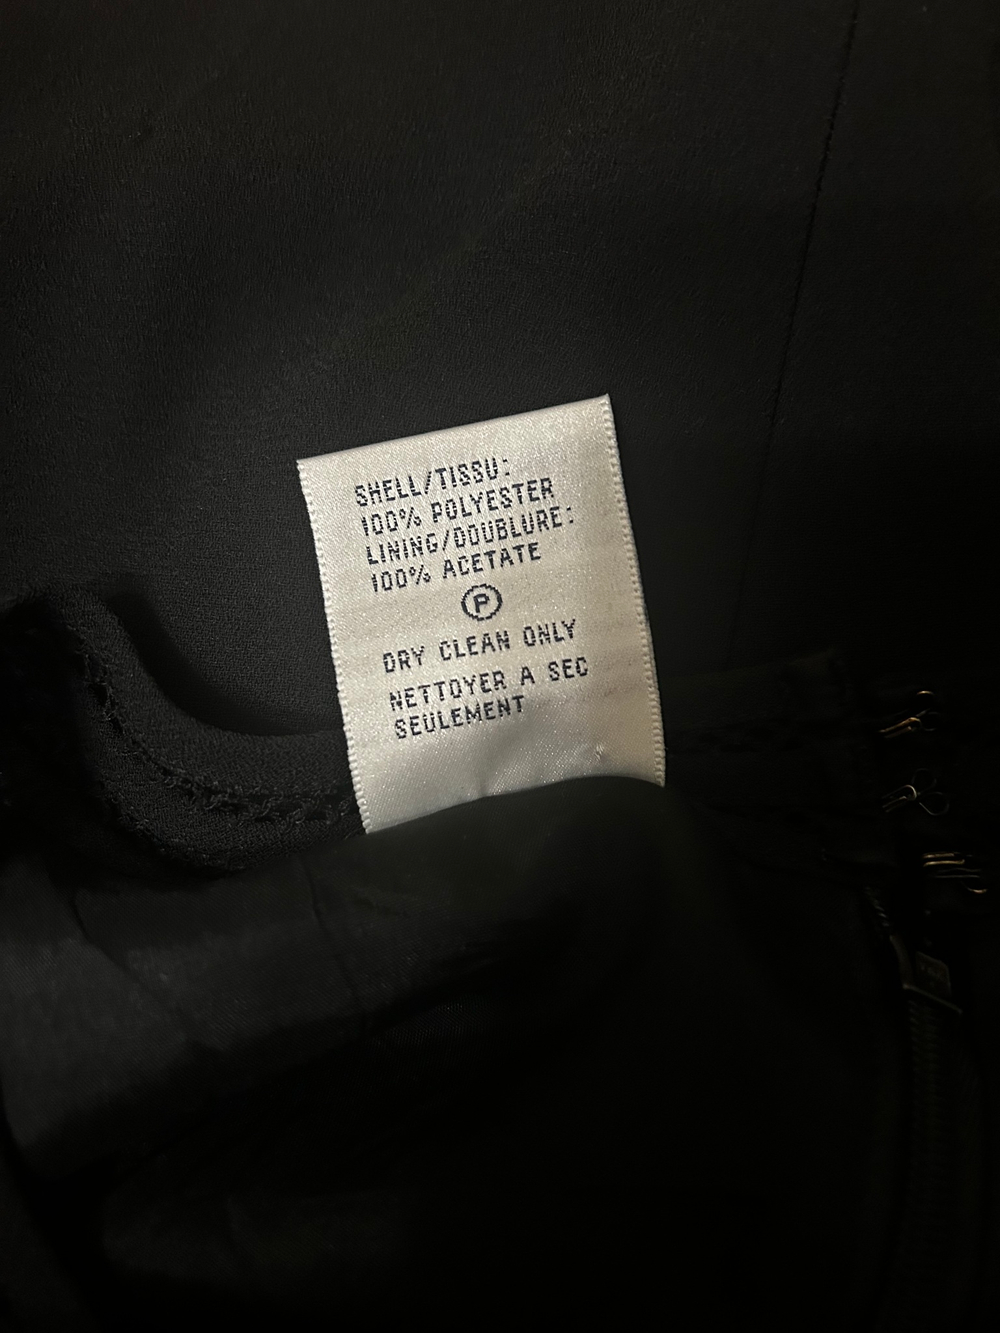 SHELL/TISSU:
100% POLYESTER
LINING/DOUBLURE:
100% ACETATE
P
DRY CLEAN ONLY
NETTOYER A SEC
SEULEMENT